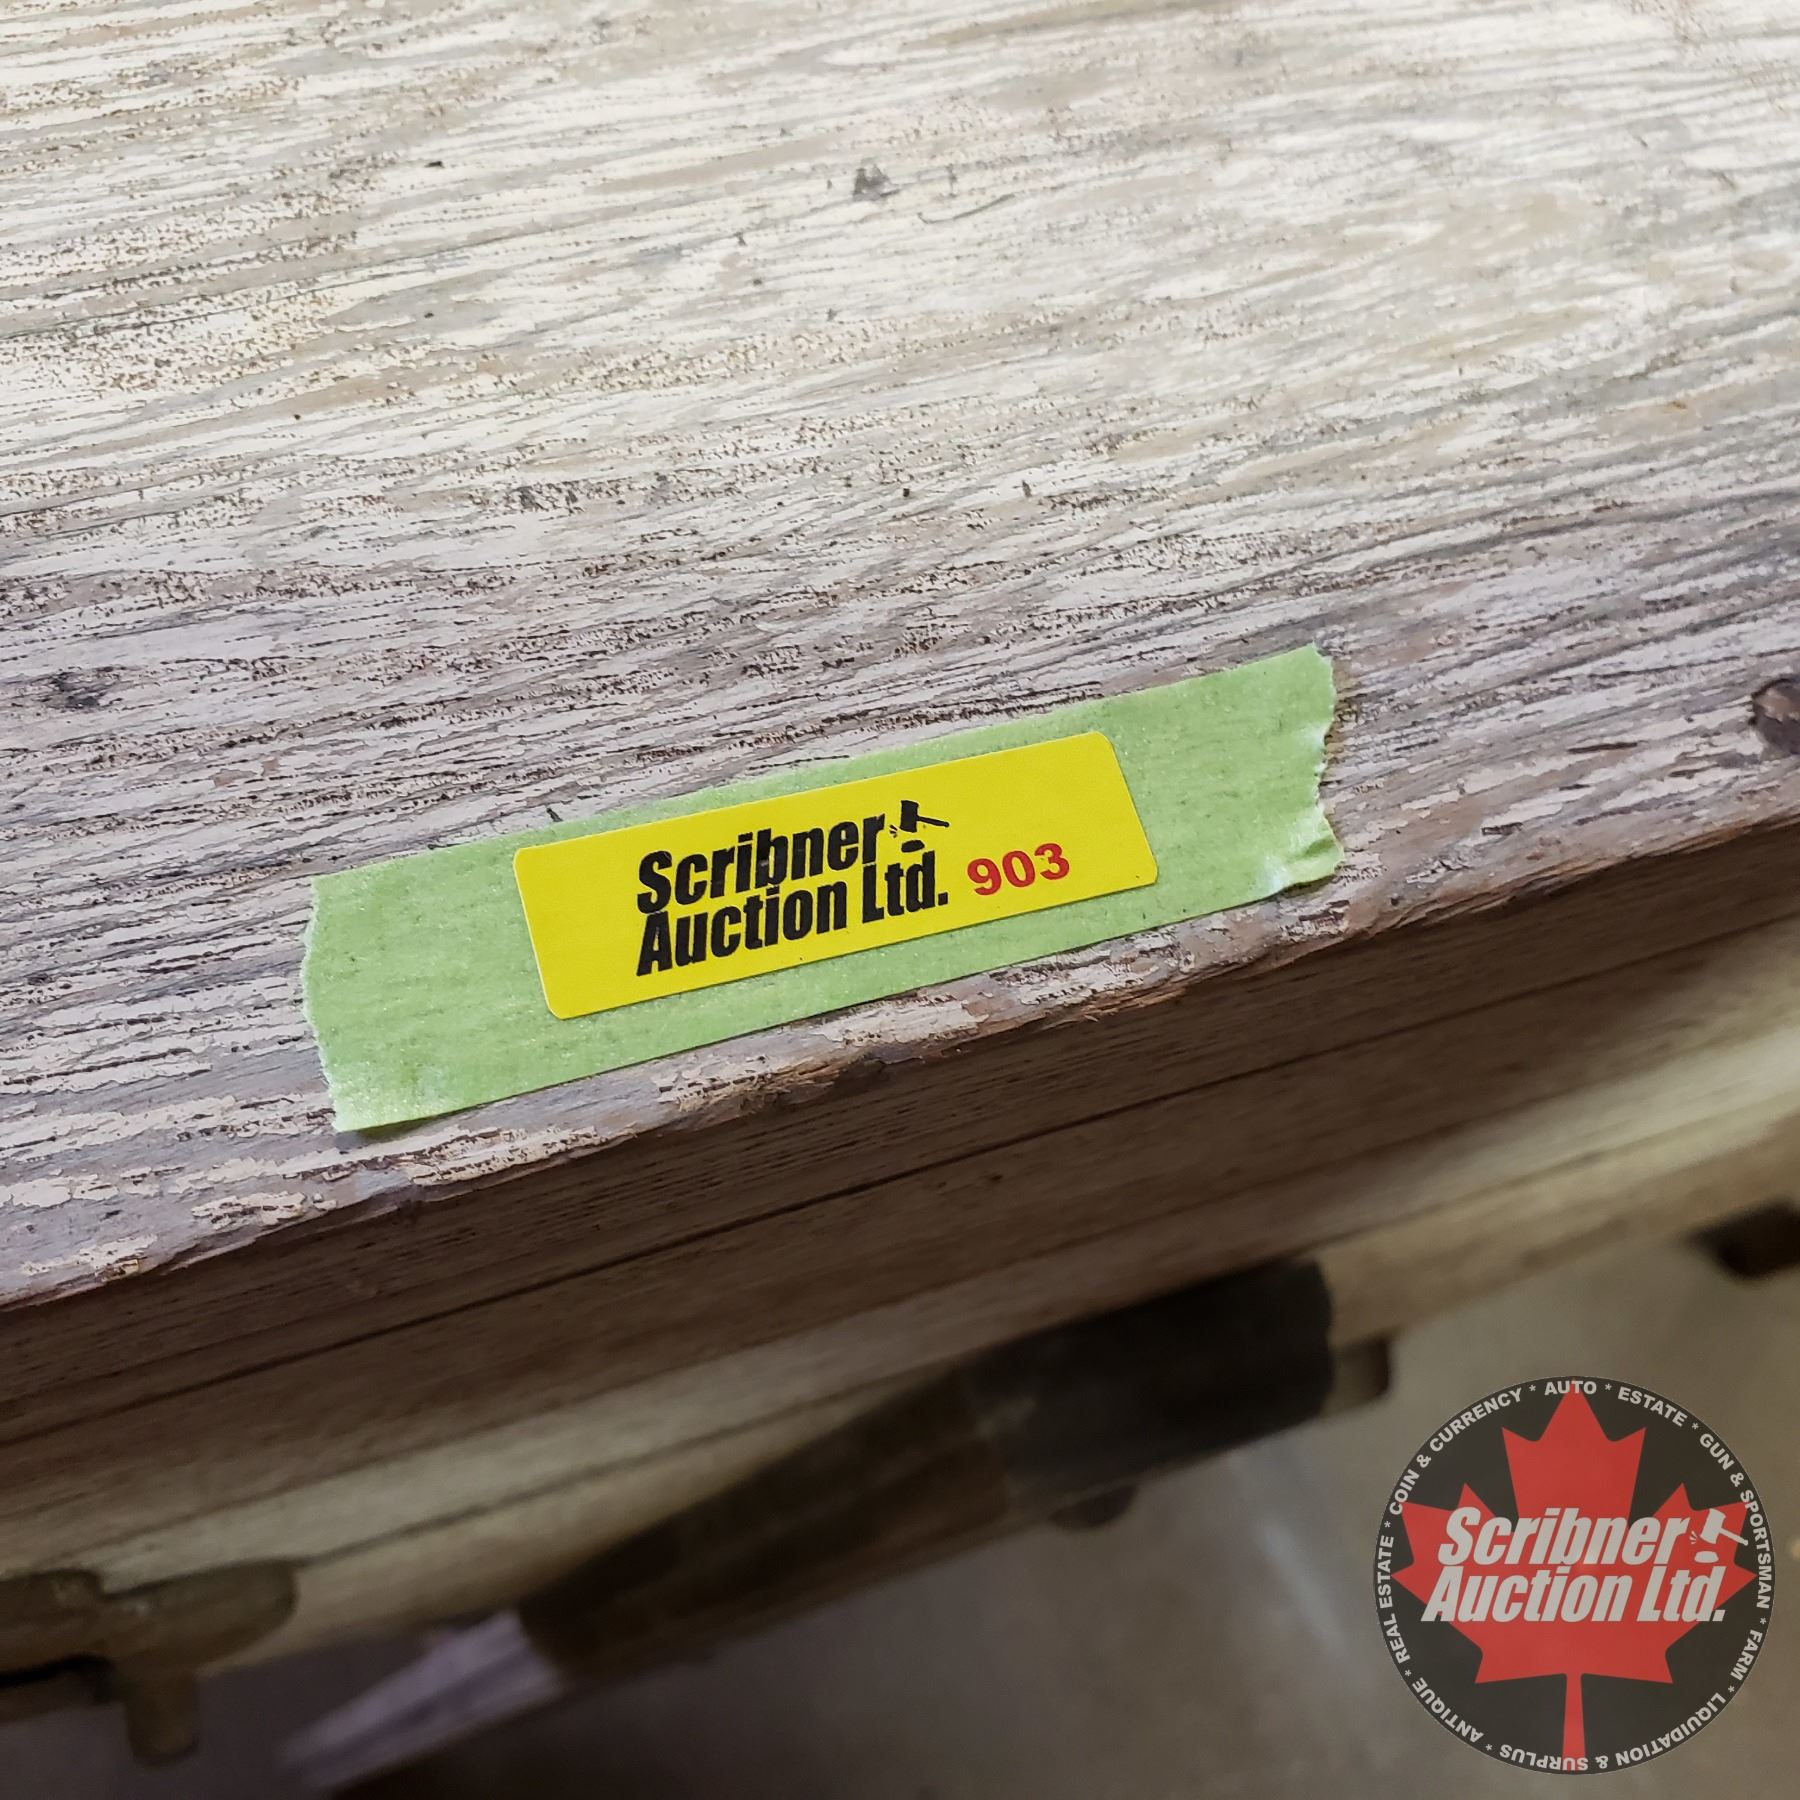 Scribner
Auction Ltd. 903
COIN & CURRENCY * AUTO * ESTATE * GUN & SPORTSMAN * FARM * LIQUIDATION & SURPLUS * ANTIQUE * REAL ESTATE *
Scribner
Auction Ltd.